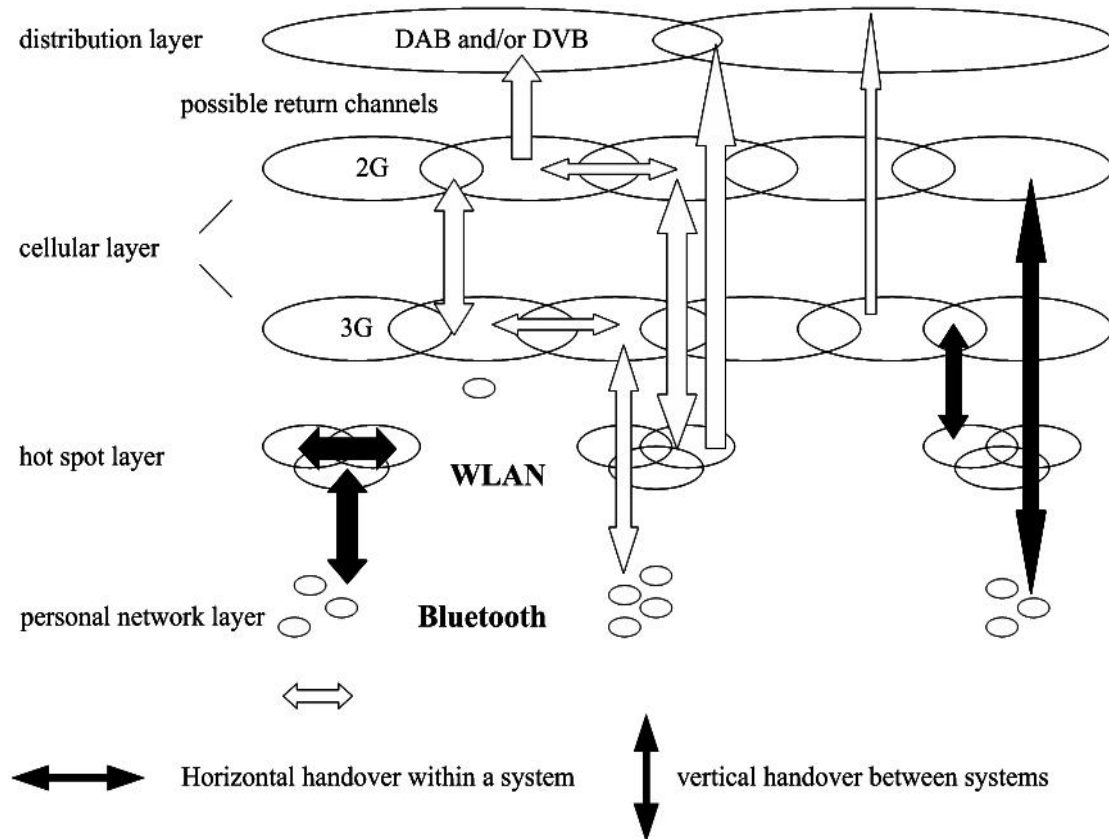 distribution layer
DAB and/or DVB
possible return channels
2G
cellular layer
3G
hot spot layer
WLAN
personal network layer
Bluetooth
Horizontal handover within a system
vertical handover between systems